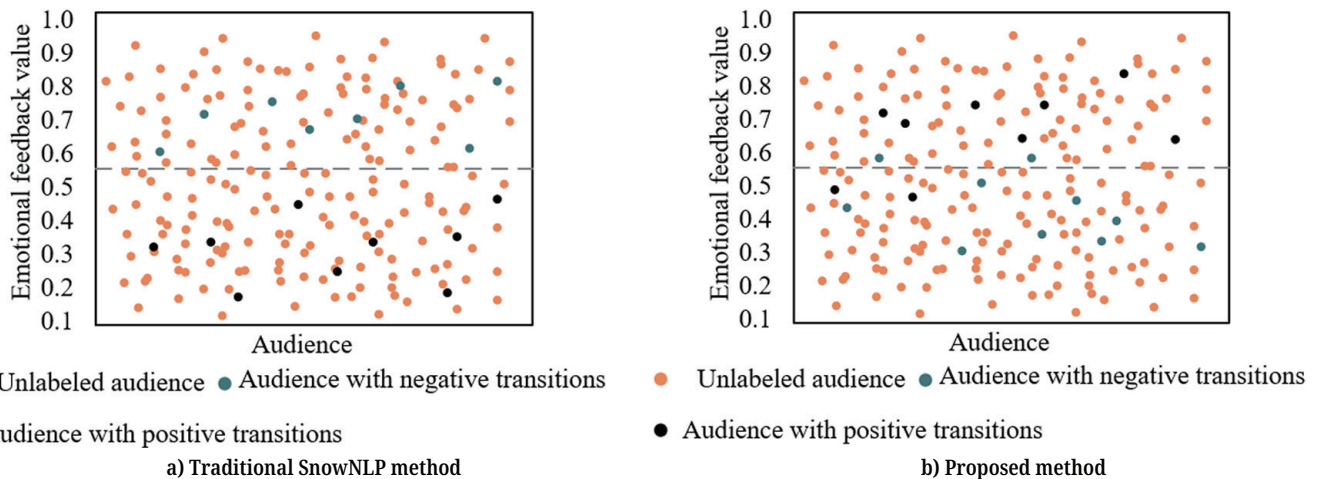 Emotional feedback value
1.0
0.9
0.8
0.7
0.6
0.5
0.4
0.3
0.2
0.1
Audience
Unlabeled audience
Audience with negative transitions
udience with positive transitions
a) Traditional SnowNLP method
Emotional feedback value
1.0
0.9
0.8
0.7
0.6
0.5
0.4
0.3
0.2
0.1
Audience
Unlabeled audience
Audience with negative transitions
Audience with positive transitions
b) Proposed method